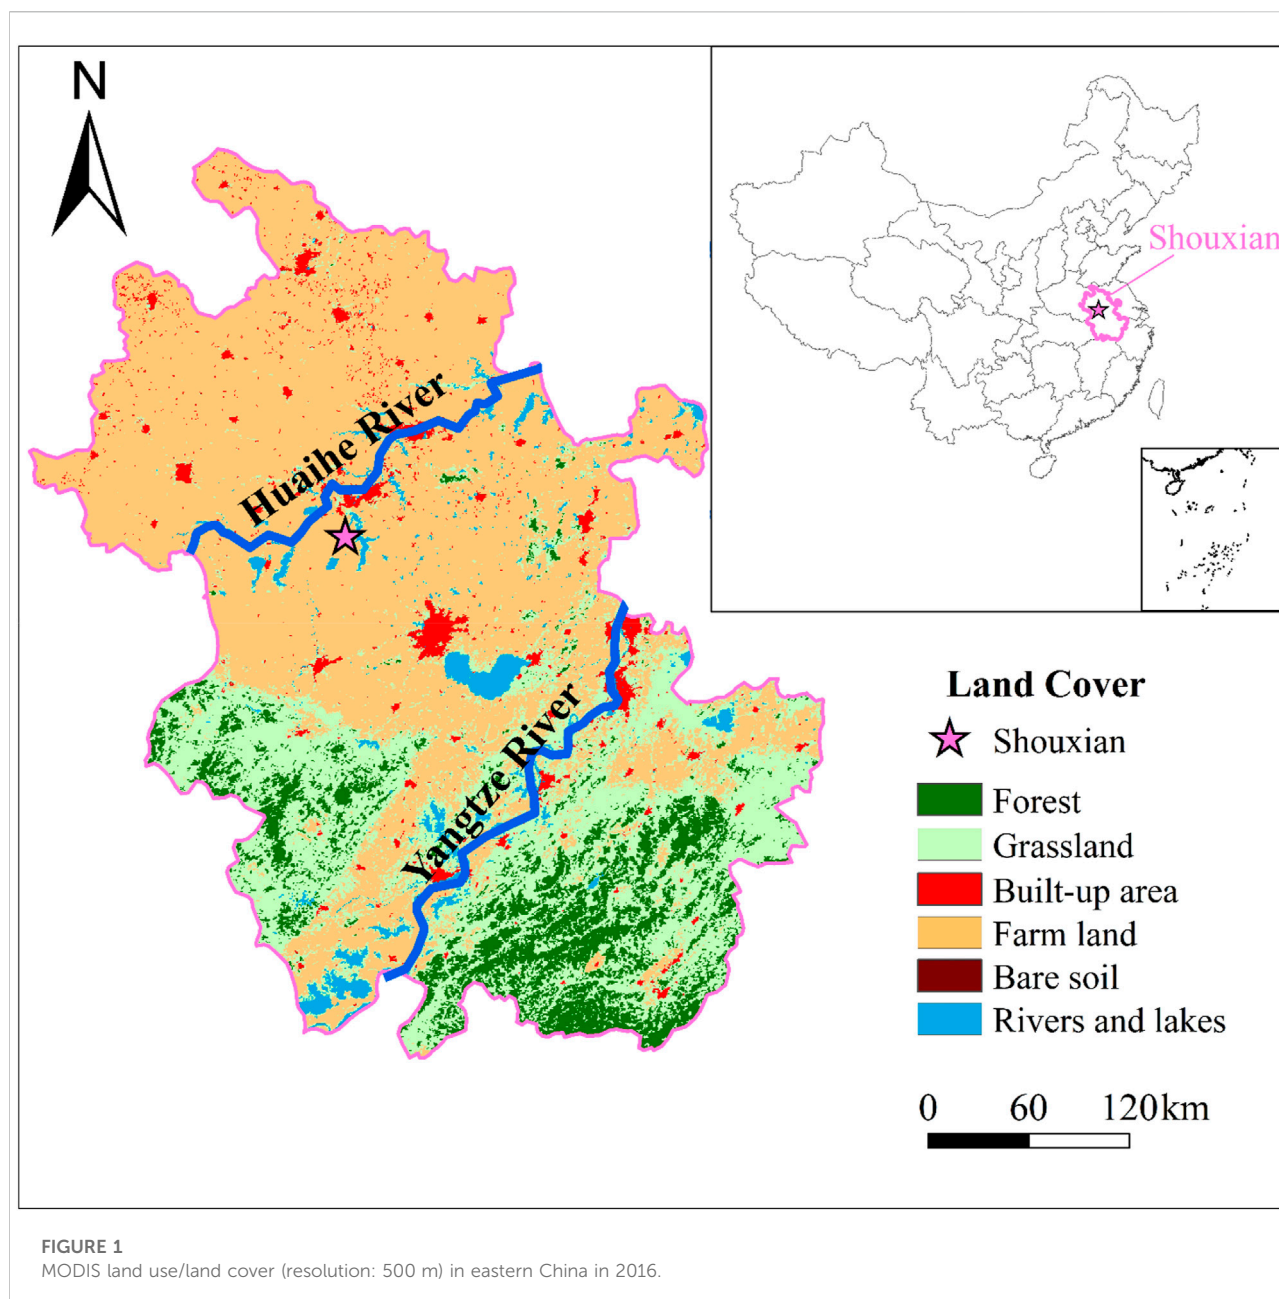 N
Shouxian
Huaihe River
Yangtze River
Land Cover
Shouxian
Forest
Grassland
Built-up area
Farm land
Bare soil
Rivers and lakes
0 60 120km
FIGURE 1
MODIS land use/land cover (resolution: 500 m) in eastern China in 2016.